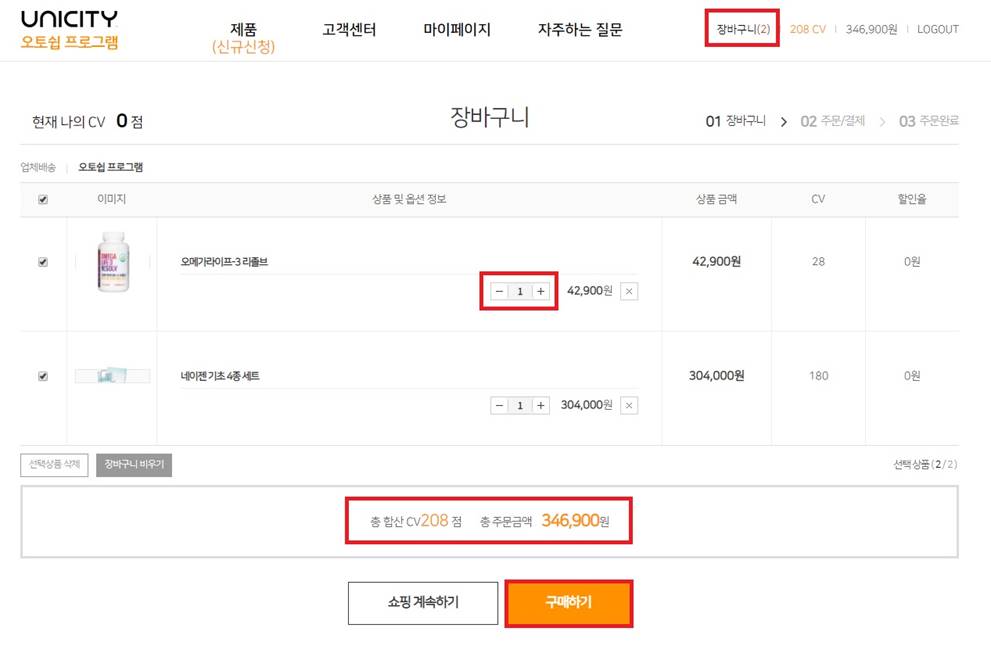 UNICITY
오토쉽 프로그램
제품
(신규신청)
고객센터
마이페이지
자주하는 질문
장바구니(2)
208 CV
346,900원
LOGOUT
현재 나의 CV 0 점
장바구니
01 장바구니 > 02 주문/결제 > 03 주문완료
업체배송 | 오토쉽 프로그램
이미지 상품 및 옵션 정보 상품 금액 CV 할인율
오메가라이프-3 리졸브
42,900원 28 0원
− 1 + 42,900원 ×
OMEGA
LIFE 3
RESOLV
네이젠 기초 4종 세트
304,000원 180 0원
− 1 + 304,000원 ×
선택상품 삭제 장바구니 비우기 선택상품(2/2)
총 합산 CV208 점 총 주문금액 346,900원
쇼핑 계속하기 구매하기